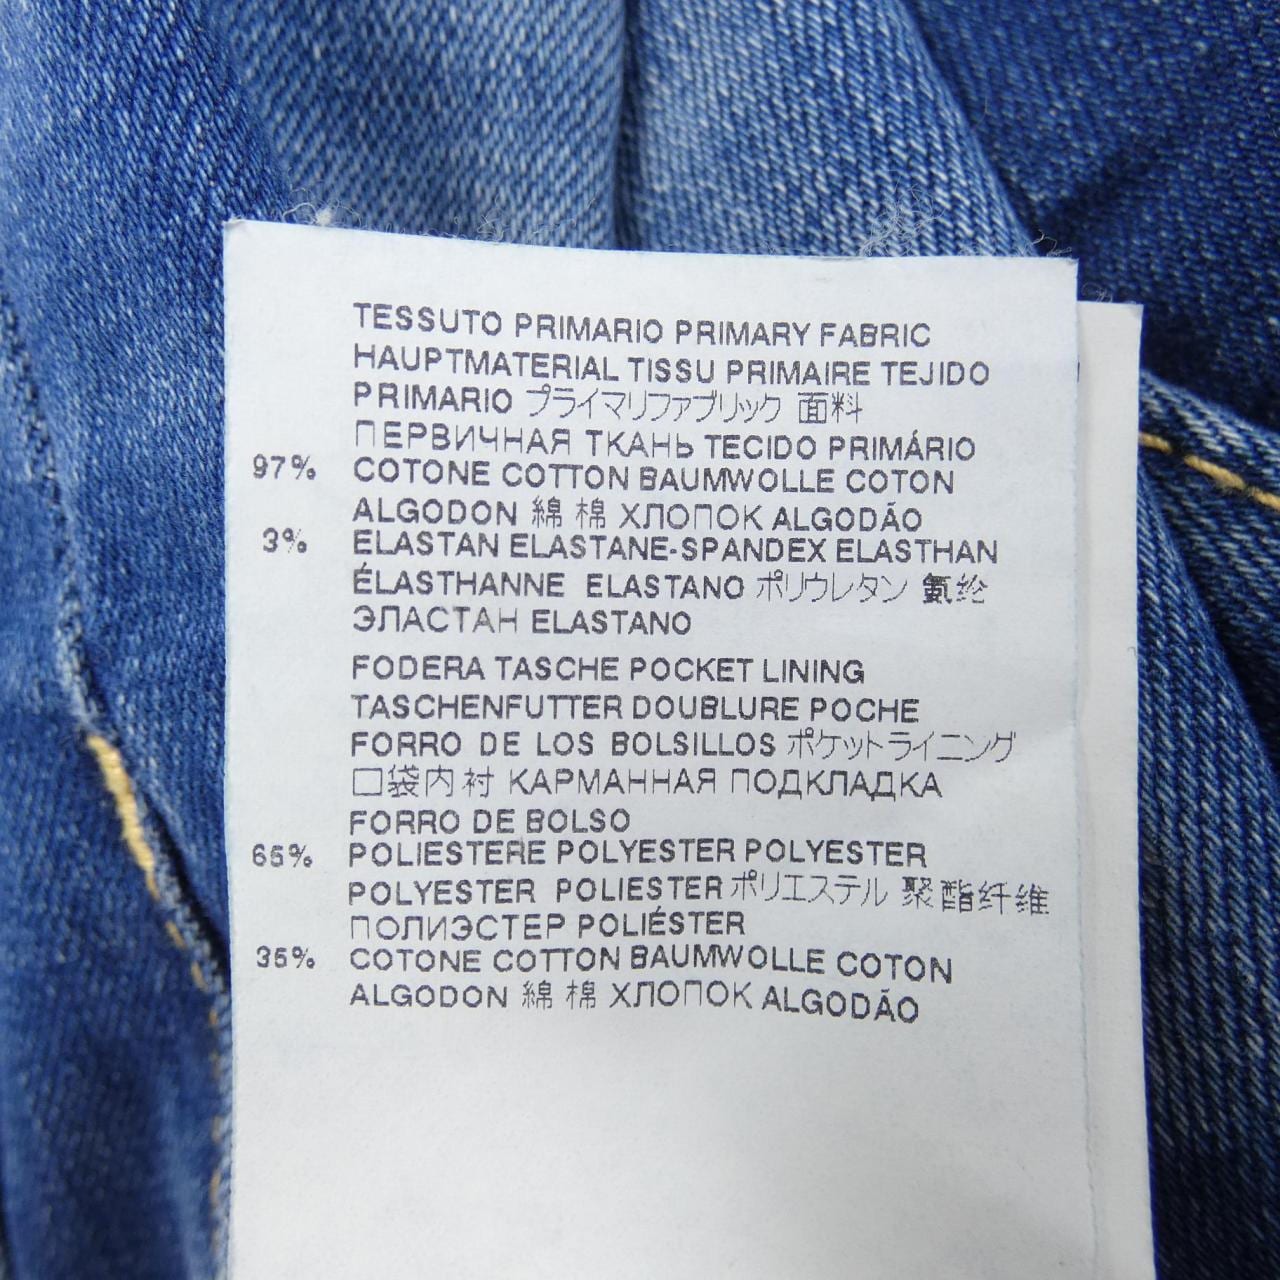 TESSUTO PRIMARIO PRIMARY FABRIC
HAUPTMATERIAL TISSU PRIMAIRE TEJIDO
PRIMARIO プライマリファブリック 面料
ПЕРВИЧНАЯ ТКАНЬ TECIDO PRIMÁRIO
97% COTONE COTTON BAUMWOLLE COTON
ALGODON 綿 棉 ХЛОПОК ALGODÃO
3% ELASTAN ELASTANE-SPANDEX ELASTHAN
ÉLASTHANNE ELASTANO ポリウレタン 氨纶
ЭЛАСТАН ELASTANO
FODERA TASCHE POCKET LINING
TASCHENFUTTER DOUBLURE POCHE
FORRO DE LOS BOLSILLOS ポケットライニング
口袋内衬 КАРМАННАЯ ПОДКЛАДКА
FORRO DE BOLSO
65% POLIESTERE POLYESTER POLYESTER
POLYESTER POLIESTER ポリエステル 聚酯纤维
ПОЛИЭСТЕР POLIÉSTER
35% COTONE COTTON BAUMWOLLE COTON
ALGODON 綿 棉 ХЛОПОК ALGODÃO